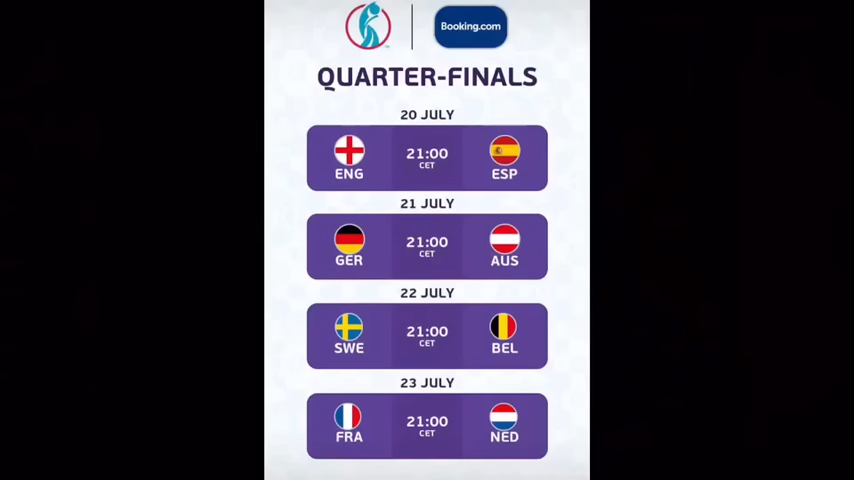 Booking.com
QUARTER-FINALS
20 JULY
ENG 21:00 CET ESP
21 JULY
GER 21:00 CET AUS
22 JULY
SWE 21:00 CET BEL
23 JULY
FRA 21:00 CET NED